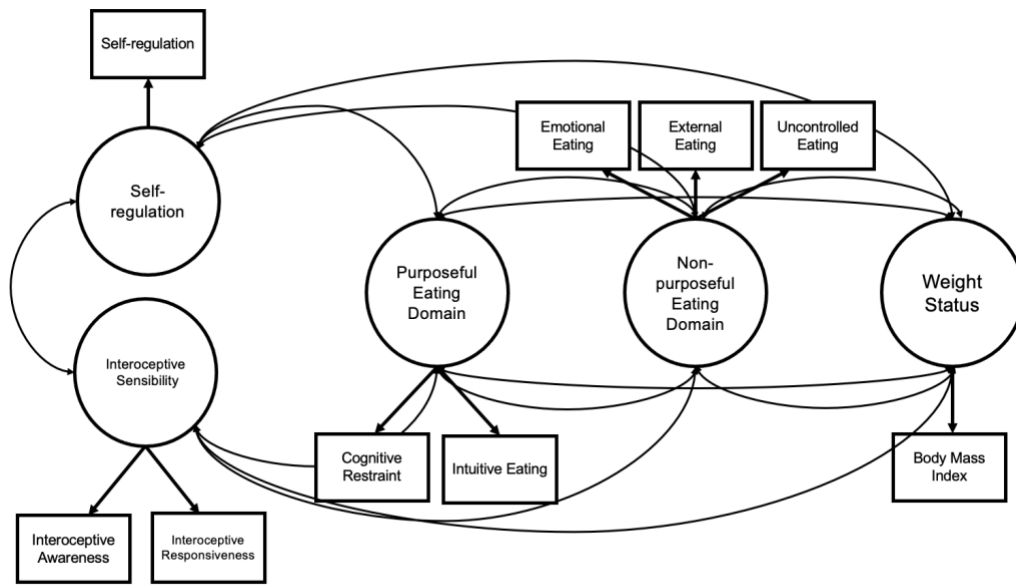 Self-regulation
Emotional
Eating
External
Eating
Uncontrolled
Eating
Self-
regulation
Purposeful
Eating
Domain
Non-
purposeful
Eating
Domain
Weight
Status
Interoceptive
Sensibility
Cognitive
Restraint
Intuitive Eating
Body Mass
Index
Interoceptive
Awareness
Interoceptive
Responsiveness